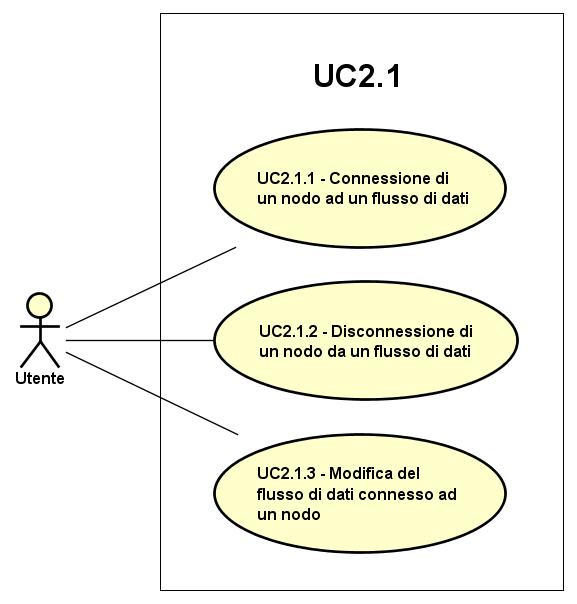 UC2.1
UC2.1.1 - Connessione di
un nodo ad un flusso di dati
UC2.1.2 - Disconnessione di
un nodo da un flusso di dati
Utente
UC2.1.3 - Modifica del
flusso di dati connesso ad
un nodo